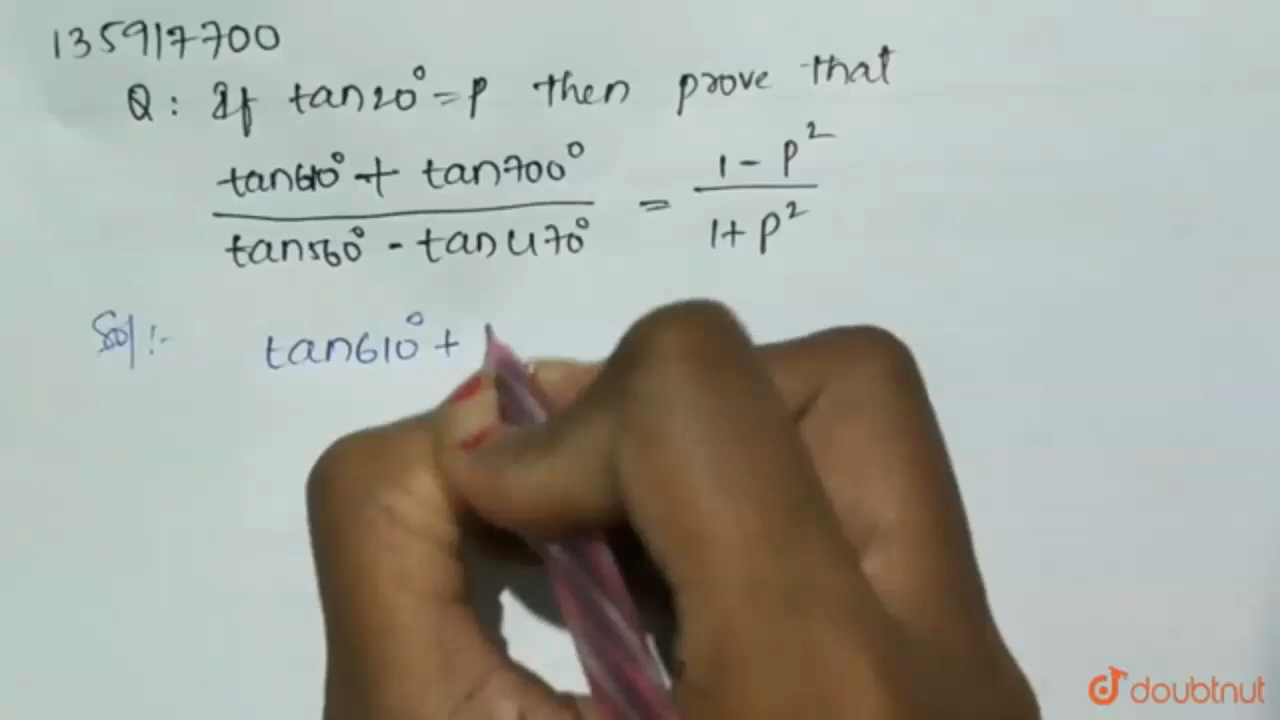 135917700
Q: If tan20° = p then prove that
tan610° + tan700° / tan560° - tan470° = 1 - p² / 1 + p²
Sol:- tan610° +
doubtnut